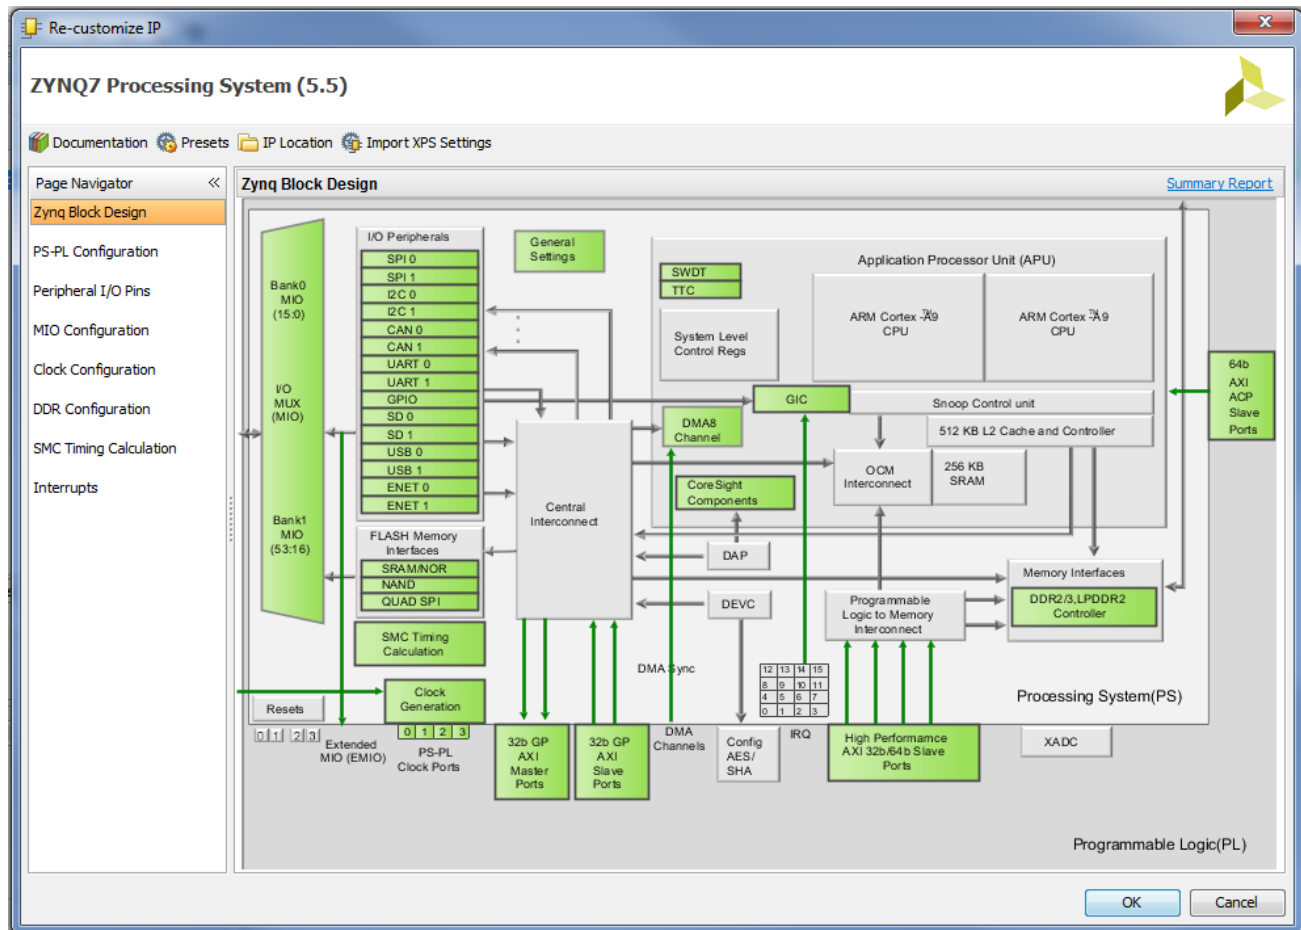 Re-customize IP
ZYNQ7 Processing System (5.5)
Documentation Presets IP Location Import XPS Settings
Page Navigator
Zynq Block Design
PS-PL Configuration
Peripheral I/O Pins
MIO Configuration
Clock Configuration
DDR Configuration
SMC Timing Calculation
Interrupts
Zynq Block Design
Summary Report
Bank0
MIO
(15:0)
I/O
MUX
(MIO)
Bank1
MIO
(53:16)
I/O Peripherals
SPI 0
SPI 1
I2C 0
I2C 1
CAN 0
CAN 1
UART 0
UART 1
GPIO
SD 0
SD 1
USB 0
USB 1
ENET 0
ENET 1
FLASH Memory
Interfaces
SRAM/NOR
NAND
QUAD SPI
SMC Timing
Calculation
Clock
Generation
0 1 2 3
PS-PL
Clock Ports
Resets
0 1 2 3
Extended
MIO (EMIO)
General
Settings
Central
Interconnect
32b GP
AXI
Master
Ports
32b GP
AXI
Slave
Ports
Application Processor Unit (APU)
SWDT
TTC
System Level
Control Regs
ARM Cortex -A9
TM
CPU
ARM Cortex -A9
TM
CPU
GIC
Snoop Control unit
512 KB L2 Cache and Controller
DMA8
Channel
OCM
Interconnect
256 KB
SRAM
CoreSight
Components
DAP
DEVC
DMA Sync
DMA
Channels
Config
AES/
SHA
12 13 14 15
8 9 10 11
4 5 6 7
0 1 2 3
IRQ
Programmable
Logic to Memory
Interconnect
Memory Interfaces
DDR2/3,LPDDR2
Controller
High Performamce
AXI 32b/64b Slave
Ports
Processing System(PS)
XADC
64b
AXI
ACP
Slave
Ports
Programmable Logic(PL)
OK
Cancel